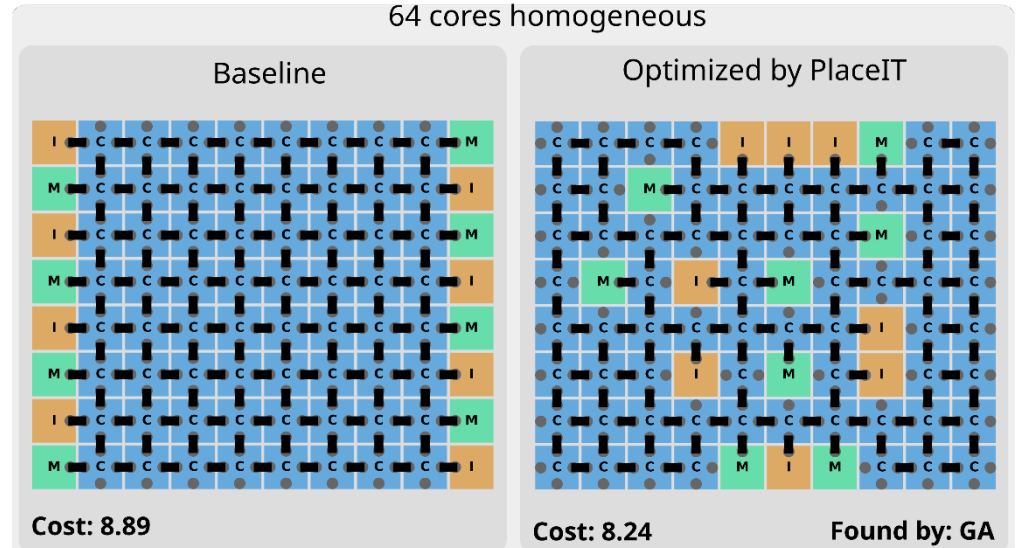 64 cores homogeneous
Baseline
I C C C C C C C C M
M C C C C C C C C I
I C C C C C C C C M
M C C C C C C C C I
I C C C C C C C C M
M C C C C C C C C I
I C C C C C C C C M
M C C C C C C C C I
Cost: 8.89
Optimized by PlaceIT
C C C C I I I M C C
C C M C C C C C C C
C C C C C C C M C C
C M C I C M C C C C
C C C C C C C I C C
C C C I C M C I C C
C C C C C C C C C C
C C C C M I M C C C
Cost: 8.24
Found by: GA